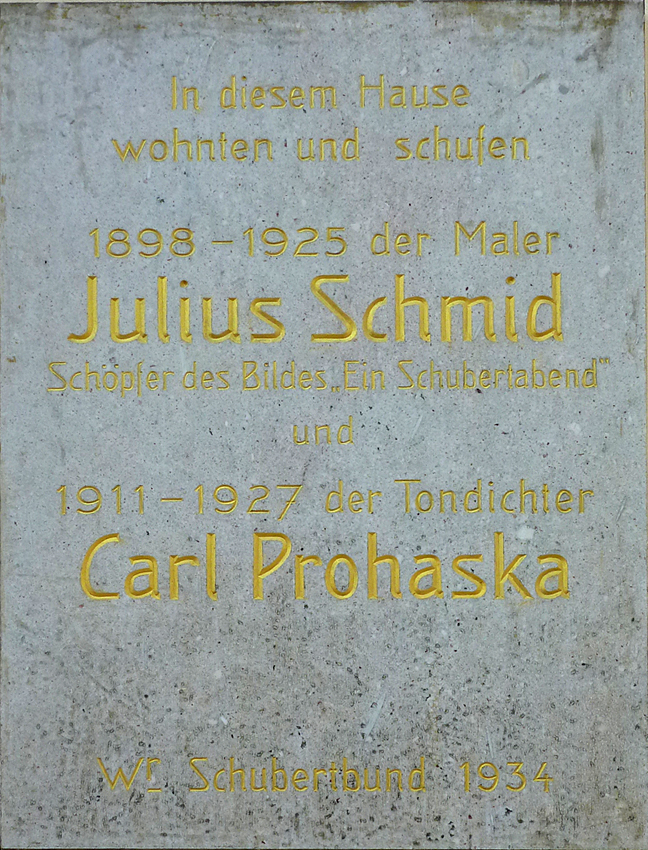 In diesem Hause
wohnten und schufen
1898 – 1925 der Maler
Julius Schmid
Schöpfer des Bildes „Ein Schubertabend“
und
1911 – 1927 der Tondichter
Carl Prohaska
Wr Schubertbund 1934